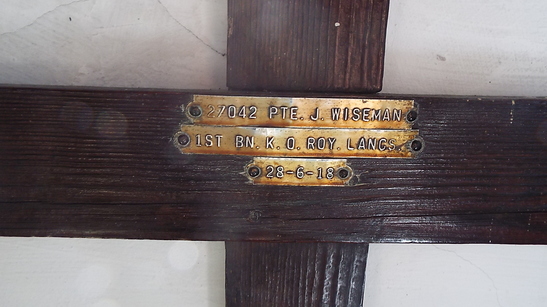 27042 PTE. J. WISEMAN
1ST BN. K. O. ROY. LANCS.
28-6-18